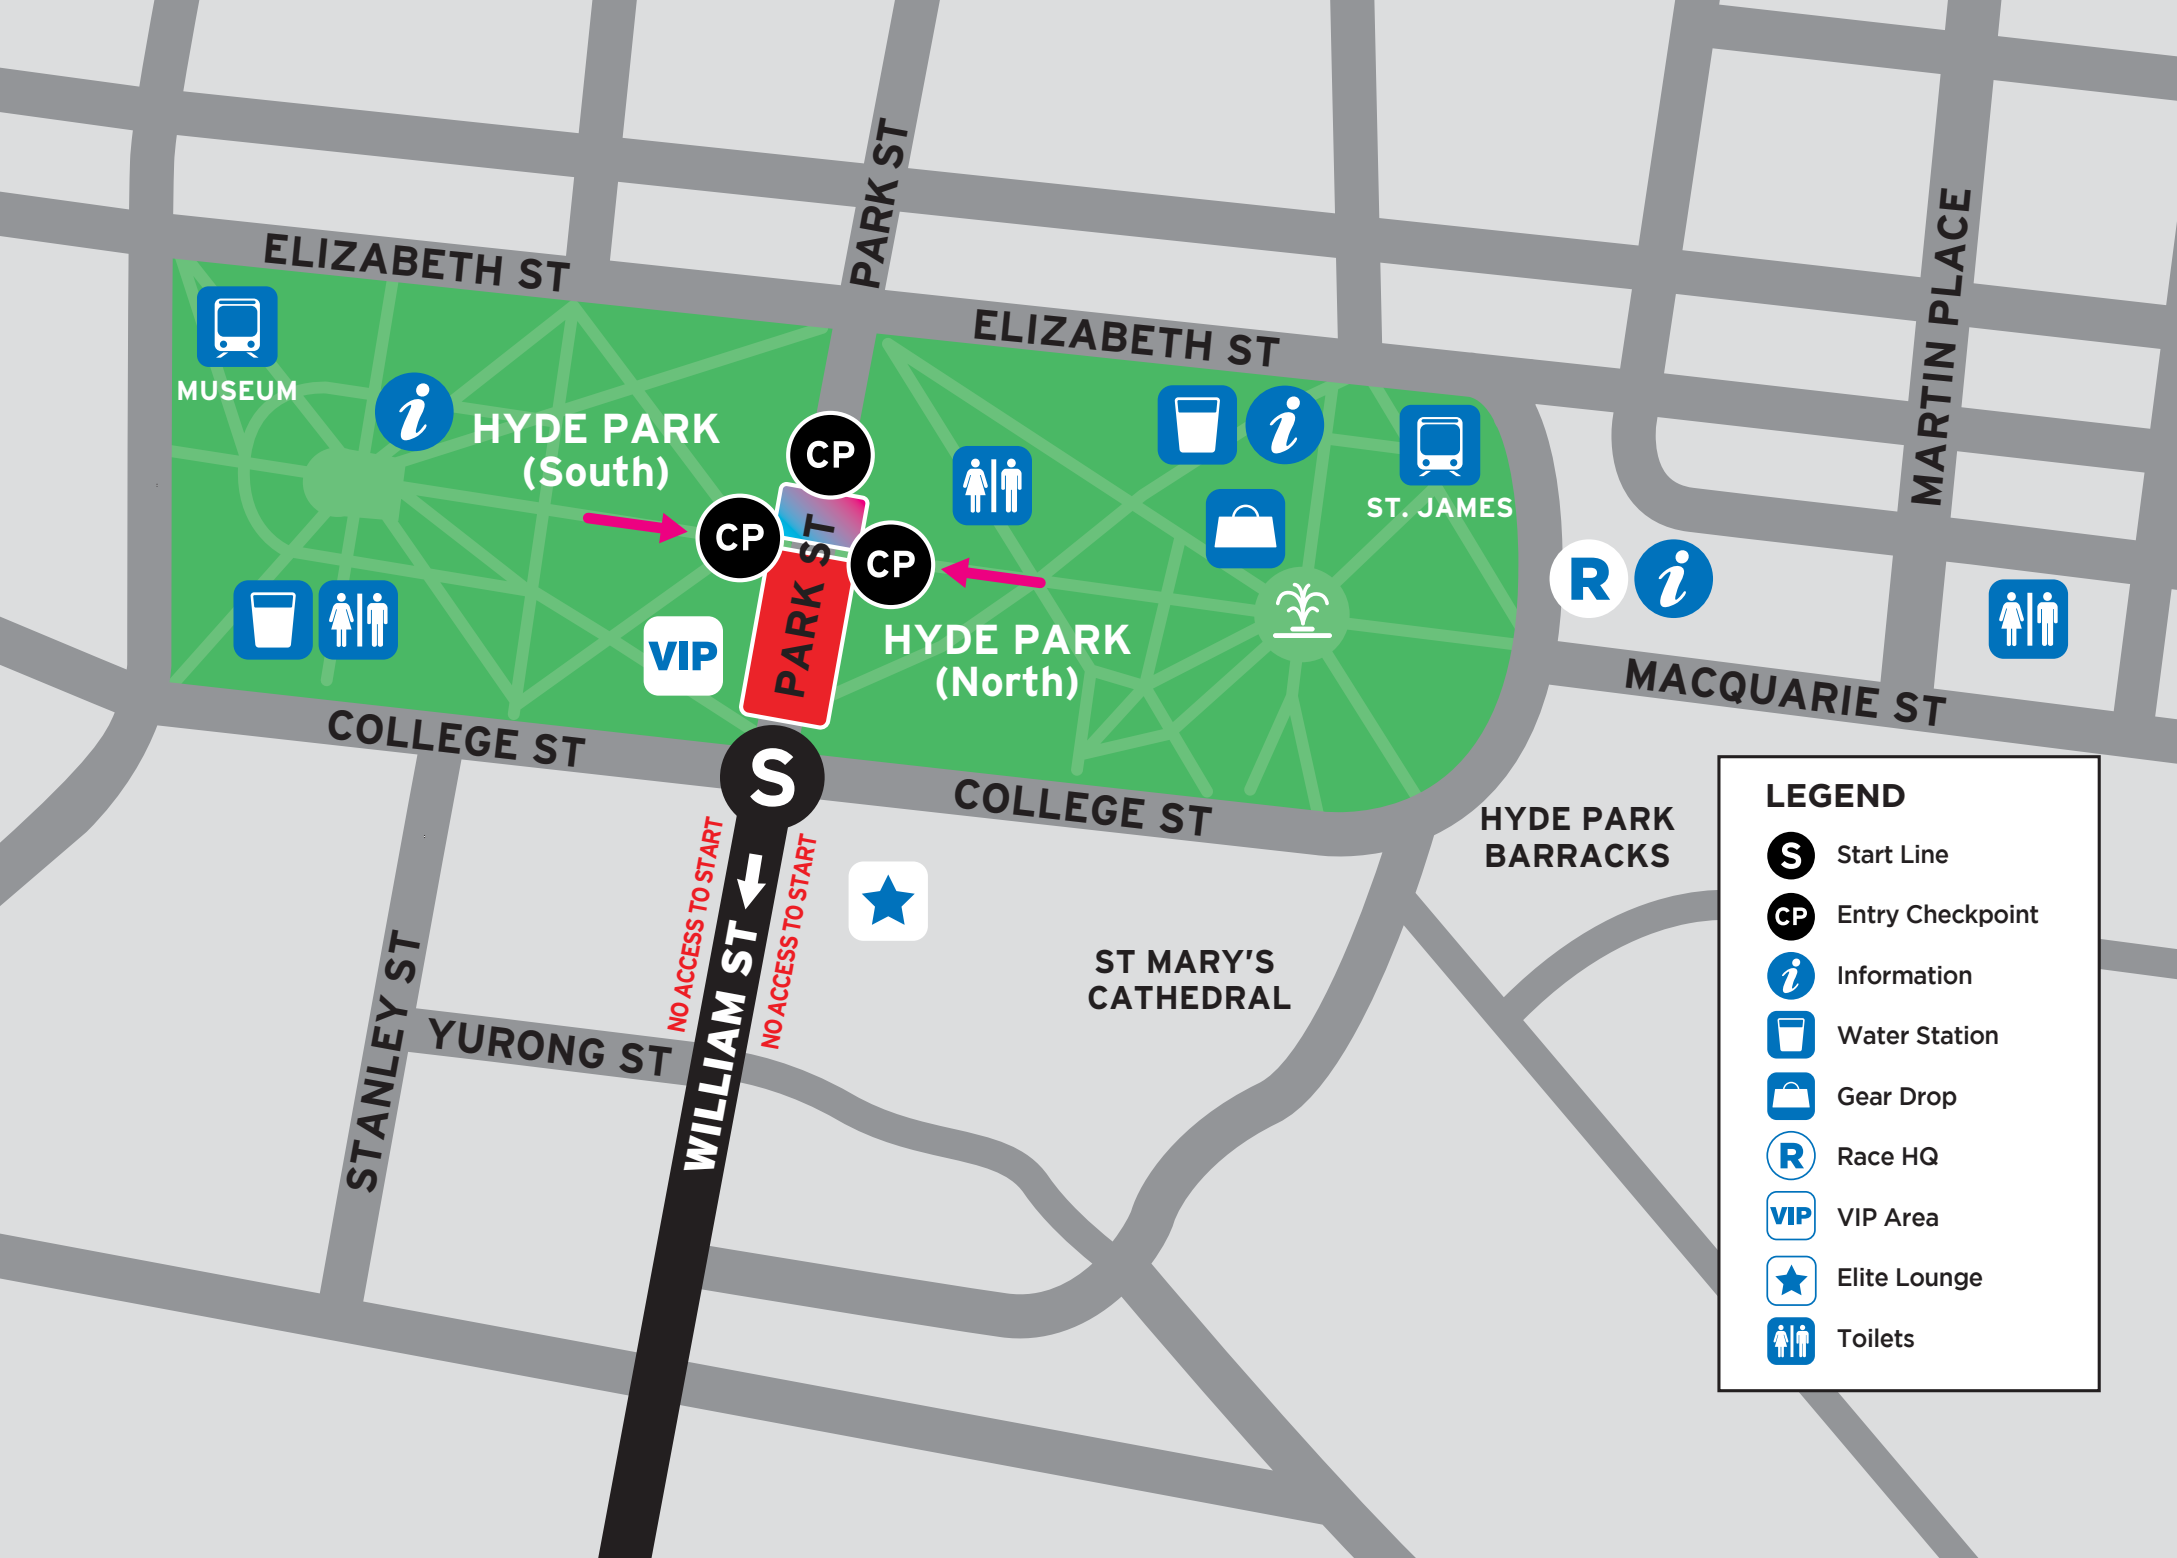 PARK ST
MARTIN PLACE
ELIZABETH ST
ELIZABETH ST
MUSEUM
i
HYDE PARK
(South)
CP
CP
CP
PARK ST
i
ST. JAMES
VIP
HYDE PARK
(North)
R
i
MACQUARIE ST
COLLEGE ST
S
COLLEGE ST
HYDE PARK
BARRACKS
NO ACCESS TO START
NO ACCESS TO START
WILLIAM ST
ST MARY'S
CATHEDRAL
STANLEY ST
YURONG ST
LEGEND
S Start Line
CP Entry Checkpoint
i Information
Water Station
Gear Drop
R Race HQ
VIP VIP Area
Elite Lounge
Toilets